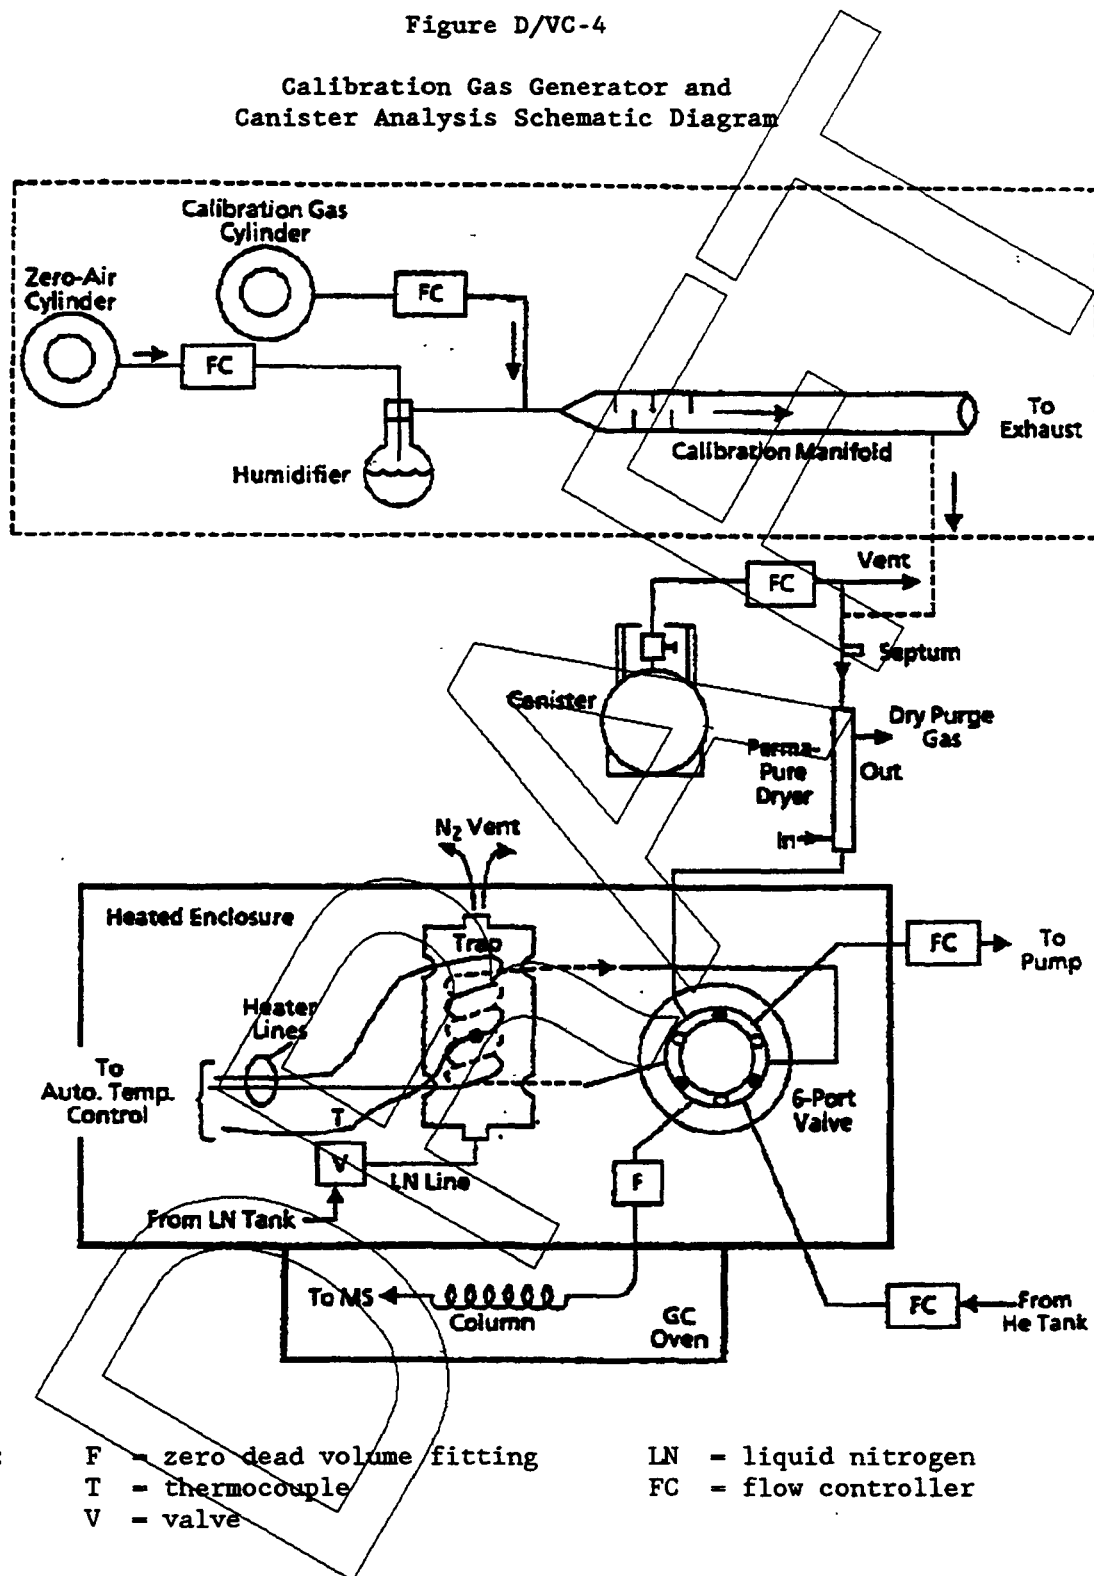 Figure D/VC-4
Calibration Gas Generator and
Canister Analysis Schematic Diagram
Calibration Gas
Cylinder
Zero-Air
Cylinder
FC
FC
Humidifier
Calibration Manifold
To
Exhaust
FC
Vent
Septum
Canister
Dry Purge
Gas
Perma-
Pure
Dryer
Out
In
N2 Vent
Heated Enclosure
Trap
FC
To
Pump
Heater
Lines
To
Auto. Temp.
Control
T
6-Port
Valve
V
LN Line
F
From LN Tank
To MS
Column
GC
Oven
FC
From
He Tank
: F = zero dead volume fitting
LN = liquid nitrogen
T = thermocouple
FC = flow controller
V = valve
DRAFT